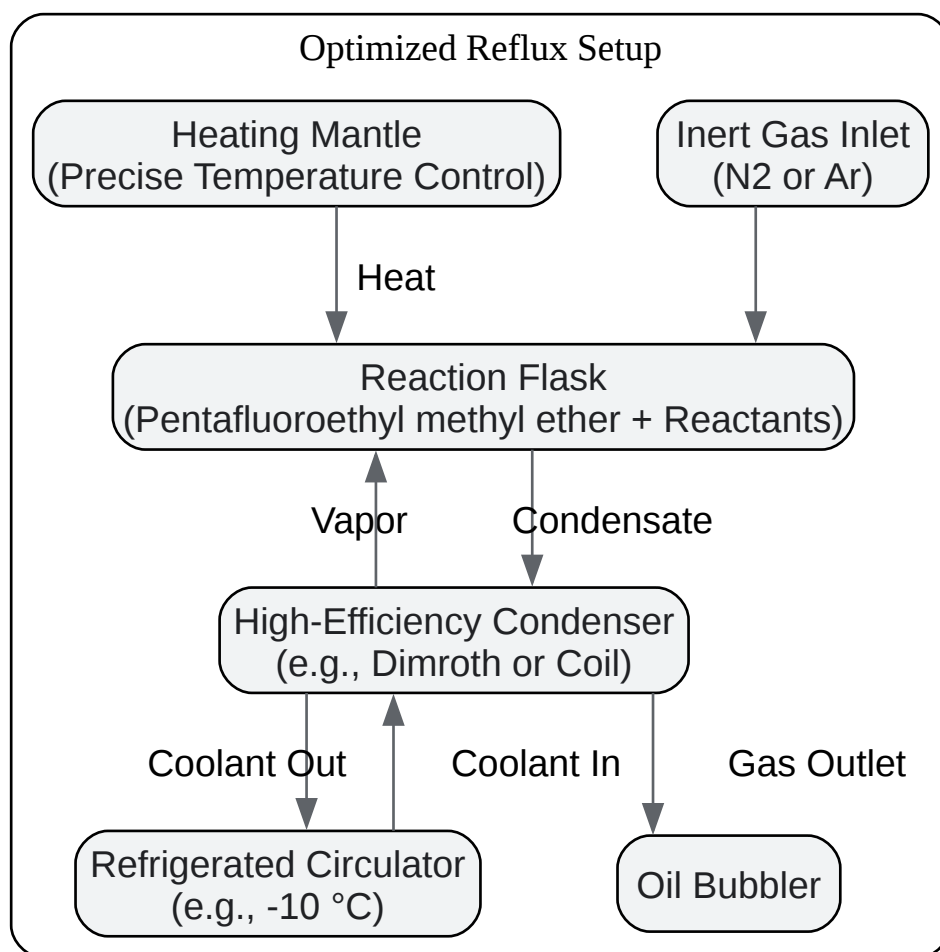 Optimized Reflux Setup
Heating Mantle
(Precise Temperature Control)
Inert Gas Inlet
(N2 or Ar)
Heat
Reaction Flask
(Pentafluoroethyl methyl ether + Reactants)
Vapor
Condensate
High-Efficiency Condenser
(e.g., Dimroth or Coil)
Coolant Out
Coolant In
Gas Outlet
Refrigerated Circulator
(e.g., -10 °C)
Oil Bubbler